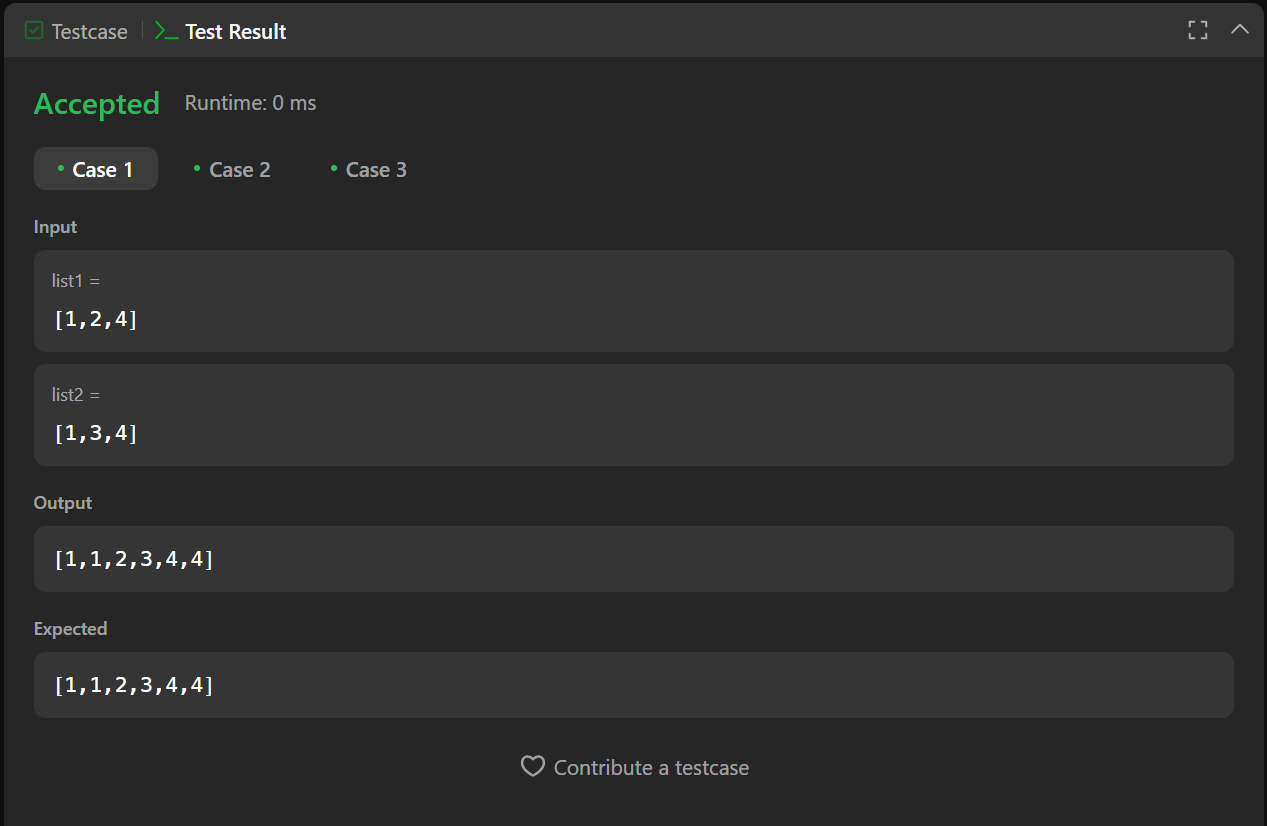 Testcase Test Result
Accepted Runtime: 0 ms
Case 1 Case 2 Case 3
Input
list1 =
[1,2,4]
list2 =
[1,3,4]
Output
[1,1,2,3,4,4]
Expected
[1,1,2,3,4,4]
Contribute a testcase